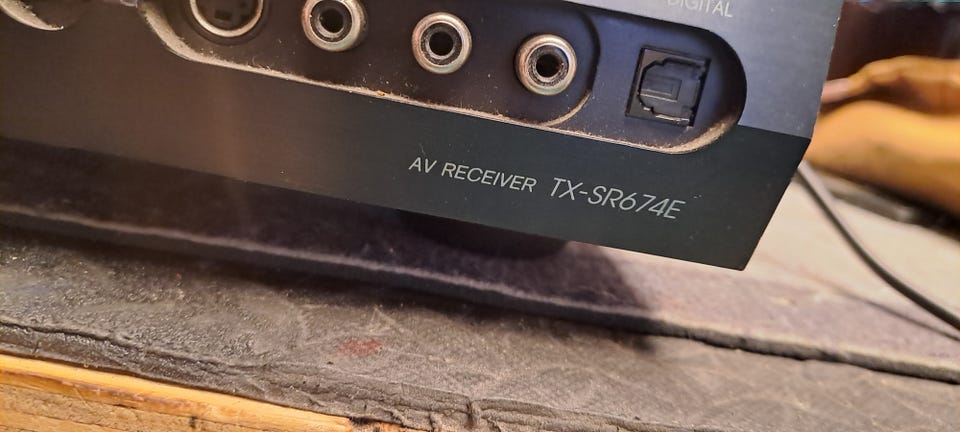 DIGITAL
AV RECEIVER TX-SR674E